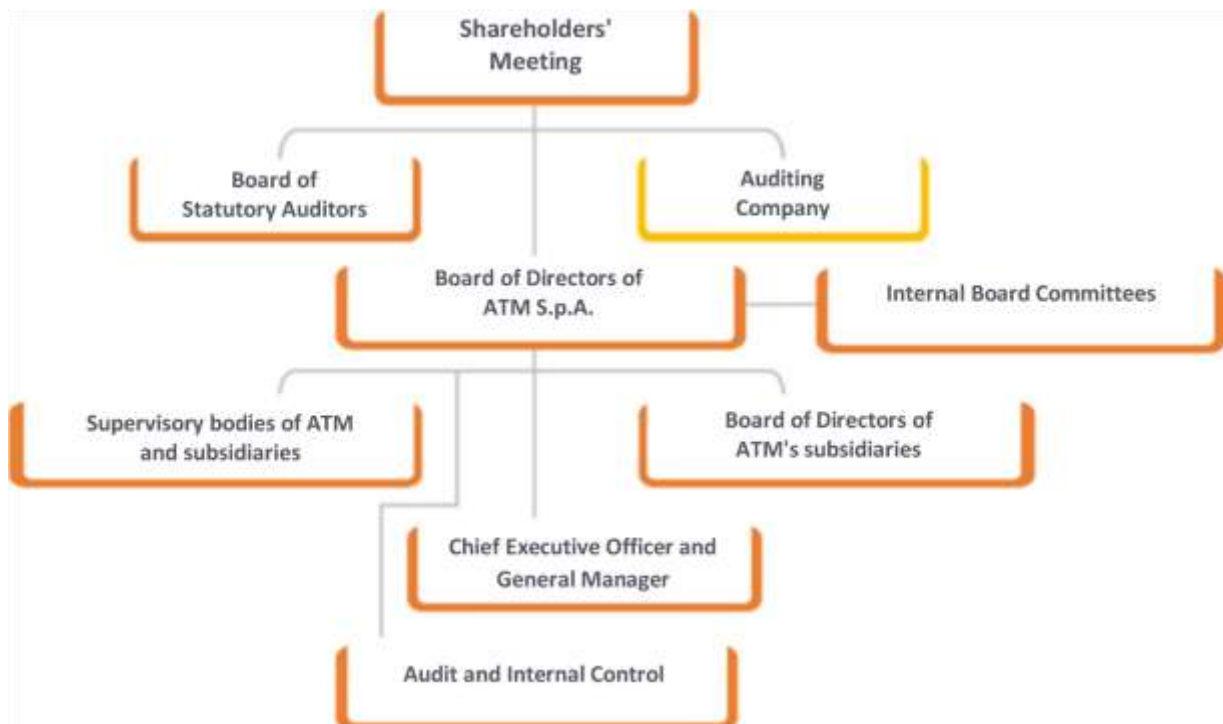 Shareholders'
Meeting
Board of
Statutory Auditors
Auditing
Company
Board of Directors of
ATM S.p.A.
Internal Board Committees
Supervisory bodies of ATM
and subsidiaries
Board of Directors of
ATM's subsidiaries
Chief Executive Officer and
General Manager
Audit and Internal Control